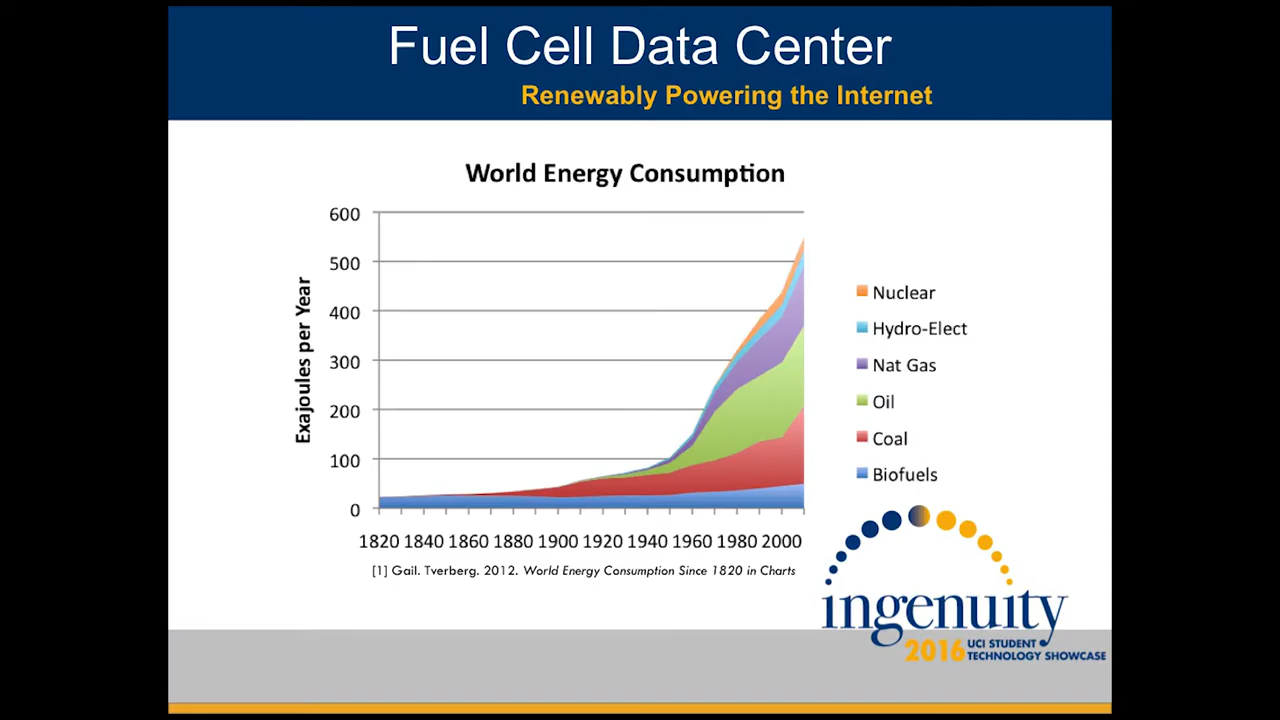 Fuel Cell Data Center
Renewably Powering the Internet
World Energy Consumption
Exajoules per Year
600
500
400
300
200
100
0
1820 1840 1860 1880 1900 1920 1940 1960 1980 2000
Nuclear
Hydro-Elect
Nat Gas
Oil
Coal
Biofuels
[1] Gail. Tverberg. 2012. World Energy Consumption Since 1820 in Charts
ingenuity
2016 UCI STUDENT
TECHNOLOGY SHOWCASE